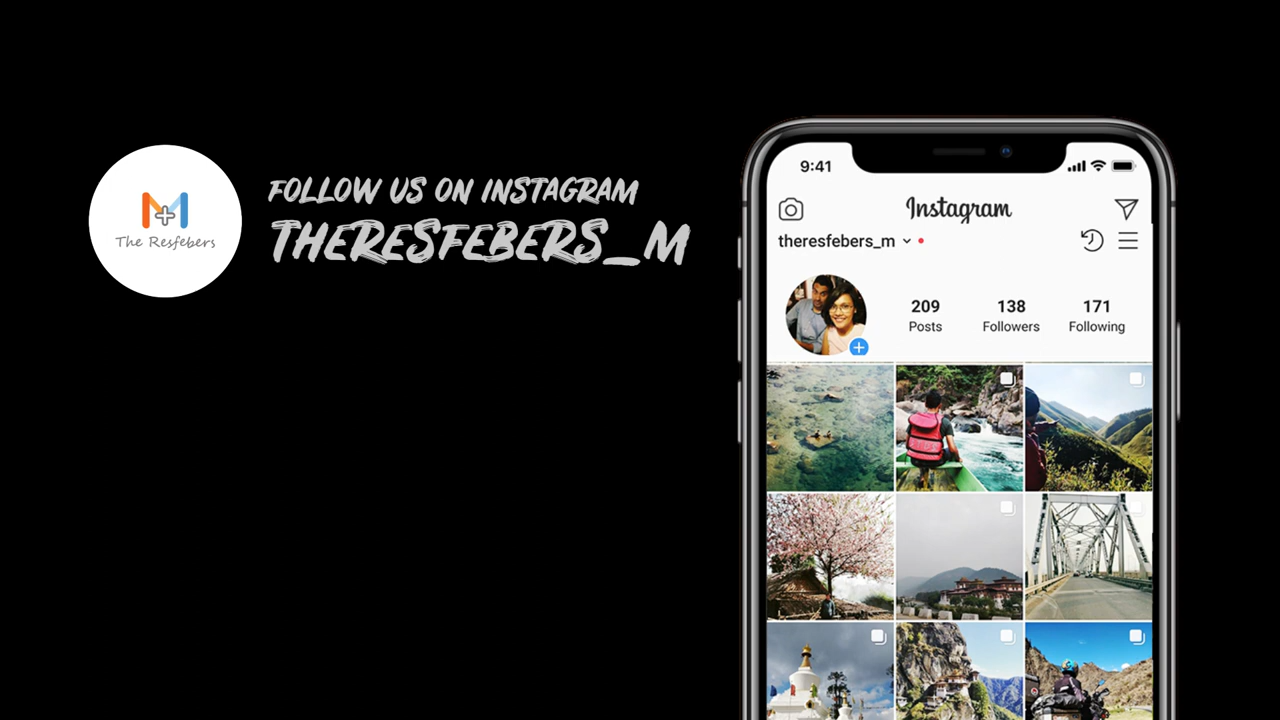 M
The Resfebers
FOLLOW US ON INSTAGRAM
THERESFEBERS_M
9:41
Instagram
theresfebers_m
209 138 171
Posts Followers Following